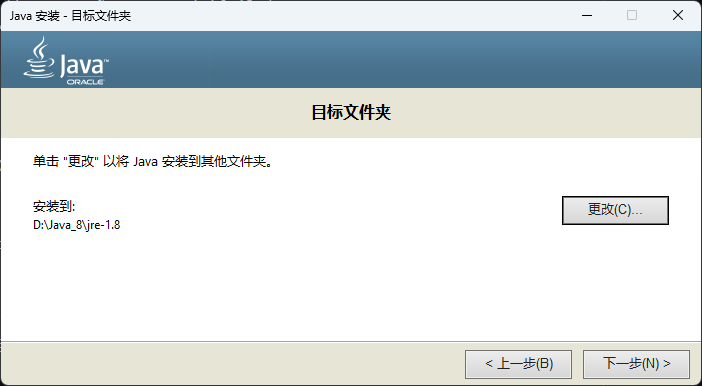 Java 安装 - 目标文件夹
Java™
ORACLE
目标文件夹
单击 "更改" 以将 Java 安装到其他文件夹。
安装到:
更改(C)...
D:\Java_8\jre-1.8
< 上一步(B)
下一步(N) >